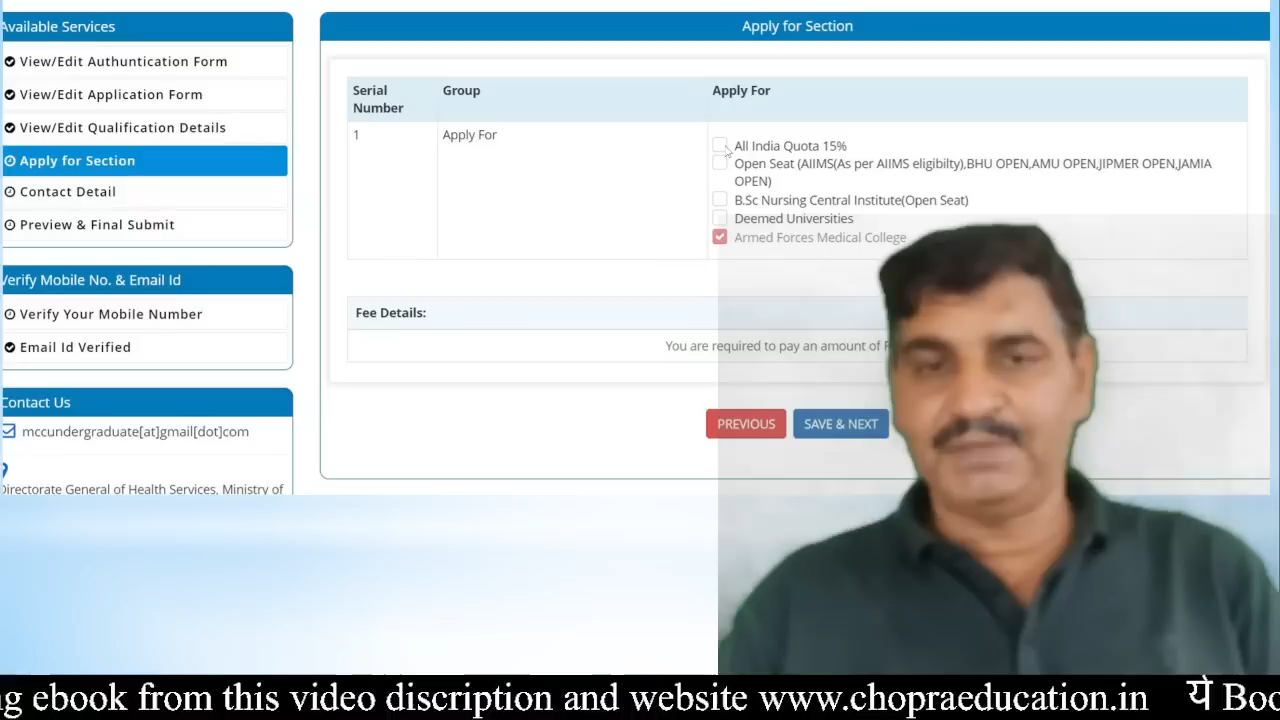 Available Services
View/Edit Authuntication Form
View/Edit Application Form
View/Edit Qualification Details
Apply for Section
Contact Detail
Preview & Final Submit
Verify Mobile No. & Email Id
Verify Your Mobile Number
Email Id Verified
Contact Us
mccundergraduate[at]gmail[dot]com
Directorate General of Health Services, Ministry of
Apply for Section
Serial Number
Group
Apply For
1
Apply For
All India Quota 15%
Open Seat (AIIMS(As per AIIMS eligibilty),BHU OPEN,AMU OPEN,JIPMER OPEN,JAMIA
OPEN)
B.Sc Nursing Central Institute(Open Seat)
Deemed Universities
Armed Forces Medical College
Fee Details:
You are required to pay an amount of
PREVIOUS
SAVE & NEXT
ebook from this video discription and website www.chopraeducation.in ये